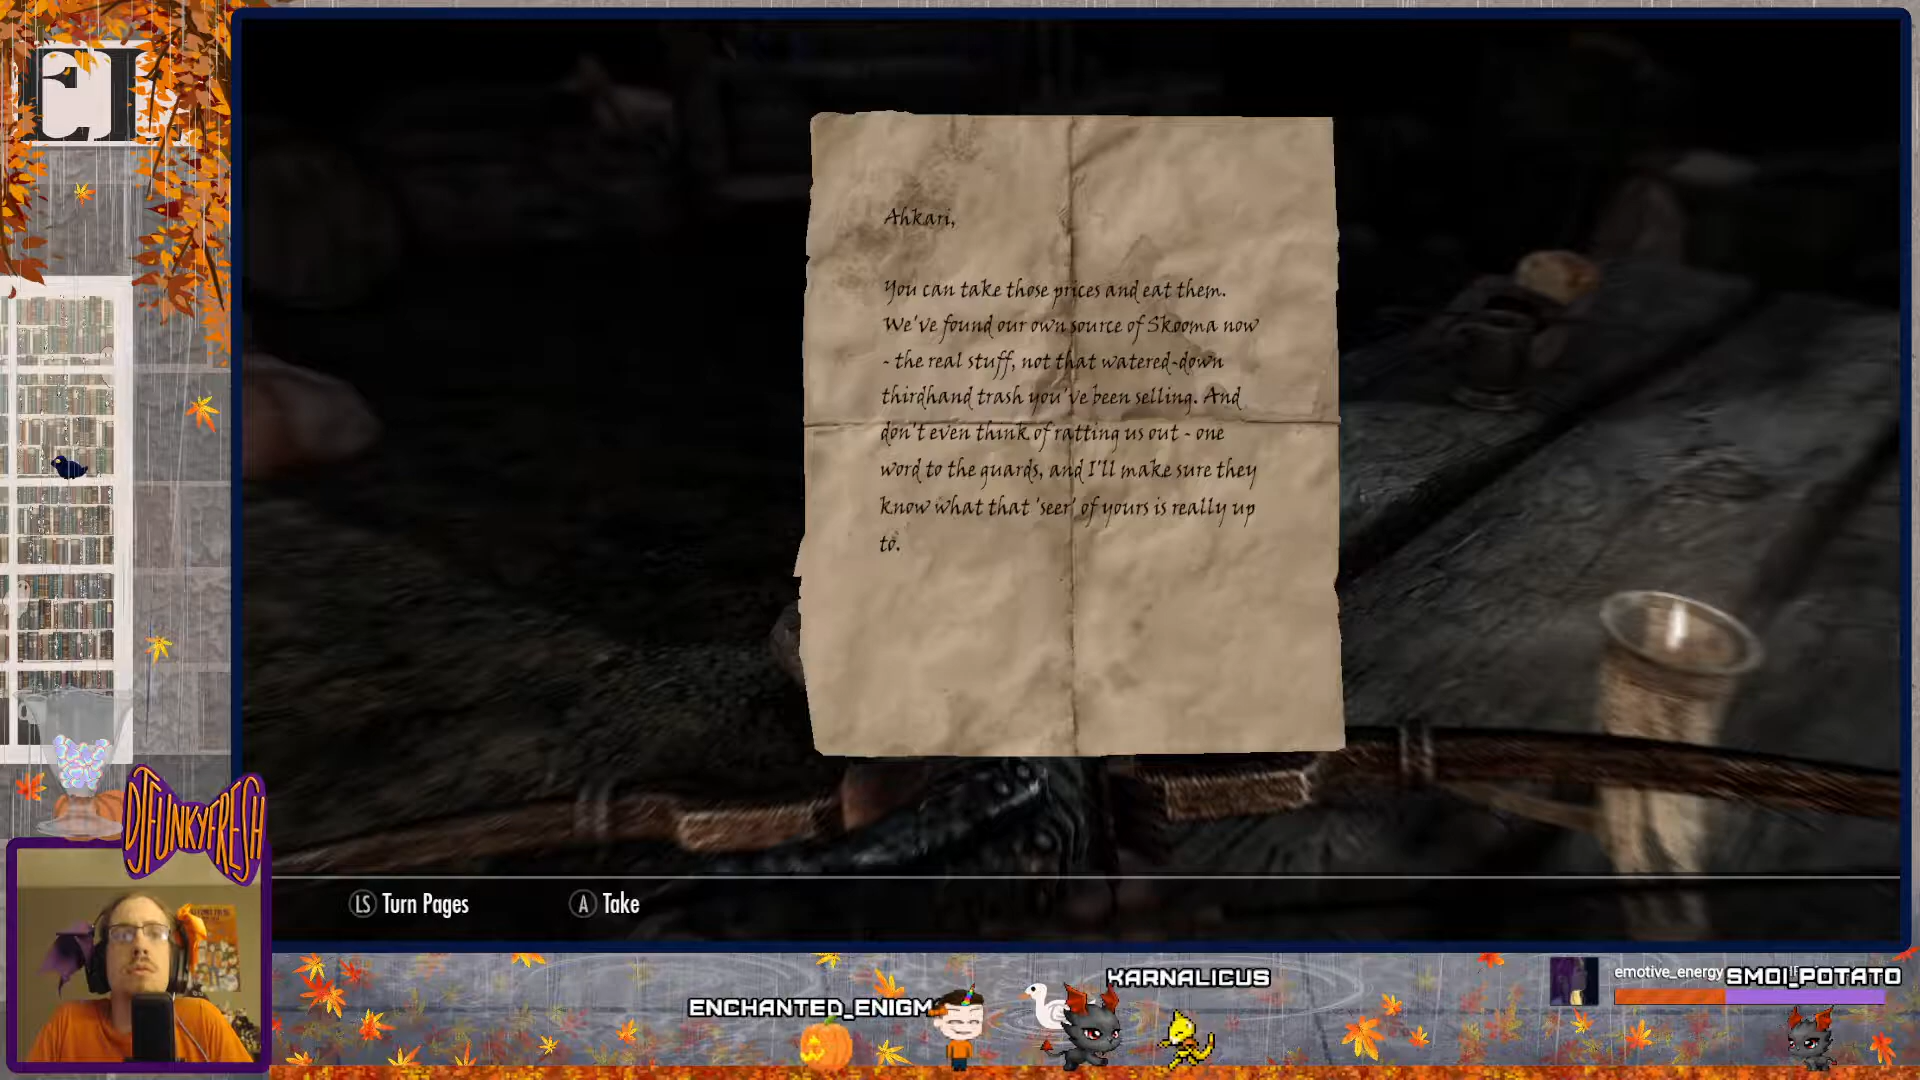 EI
Ahkari,
You can take those prices and eat them.
We've found our own source of Skooma now
- the real stuff, not that watered-down
thirdhand trash you've been selling. And
don't even think of ratting us out - one
word to the guards, and I'll make sure they
know what that 'seer' of yours is really up
to.
DJFUNKYFRESH
LS Turn Pages
A Take
KARNALICUS
ENCHANTED_ENIGM
emotive_energy
SMOI_POTATO